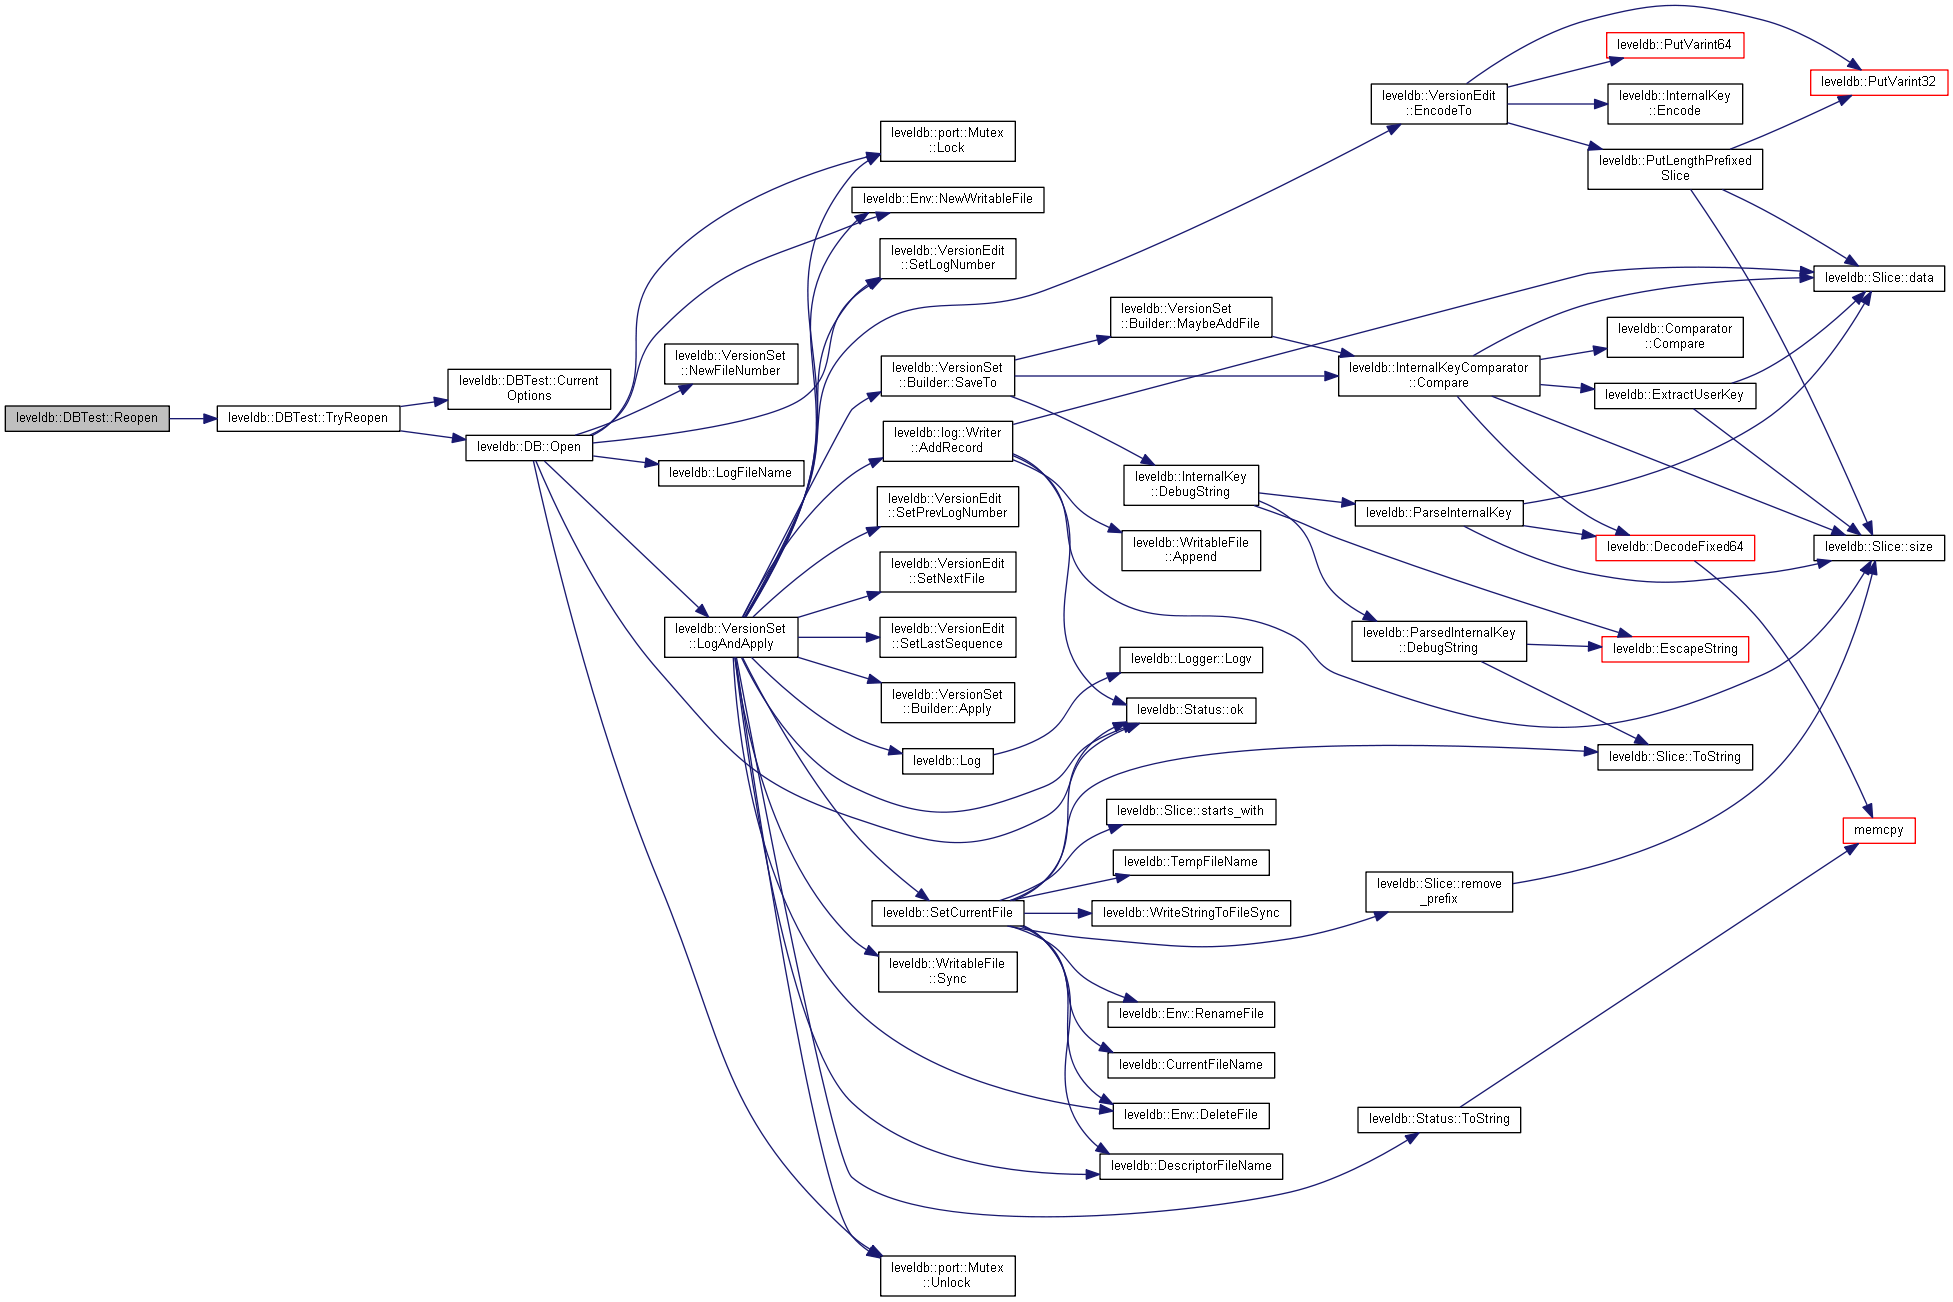 leveldb::DBTest::Reopen
leveldb::DBTest::TryReopen
leveldb::DBTest::Current
Options
leveldb::DB::Open
leveldb::VersionSet
::NewFileNumber
leveldb::LogFileName
leveldb::VersionSet
::LogAndApply
leveldb::port::Mutex
::Lock
leveldb::Env::NewWritableFile
leveldb::VersionEdit
::SetLogNumber
leveldb::VersionSet
::Builder::SaveTo
leveldb::log::Writer
::AddRecord
leveldb::VersionEdit
::SetPrevLogNumber
leveldb::VersionEdit
::SetNextFile
leveldb::VersionEdit
::SetLastSequence
leveldb::VersionSet
::Builder::Apply
leveldb::Log
leveldb::SetCurrentFile
leveldb::WritableFile
::Sync
leveldb::port::Mutex
::Unlock
leveldb::VersionSet
::Builder::MaybeAddFile
leveldb::InternalKey
::DebugString
leveldb::WritableFile
::Append
leveldb::Logger::Logv
leveldb::Status::ok
leveldb::Slice::starts_with
leveldb::TempFileName
leveldb::WriteStringToFileSync
leveldb::Env::RenameFile
leveldb::CurrentFileName
leveldb::Env::DeleteFile
leveldb::DescriptorFileName
leveldb::VersionEdit
::EncodeTo
leveldb::InternalKeyComparator
::Compare
leveldb::ParseInternalKey
leveldb::ParsedInternalKey
::DebugString
leveldb::Slice::remove
_prefix
leveldb::Status::ToString
leveldb::PutVarint64
leveldb::InternalKey
::Encode
leveldb::PutLengthPrefixed
Slice
leveldb::Comparator
::Compare
leveldb::ExtractUserKey
leveldb::DecodeFixed64
leveldb::EscapeString
leveldb::Slice::ToString
leveldb::PutVarint32
leveldb::Slice::data
leveldb::Slice::size
memcpy